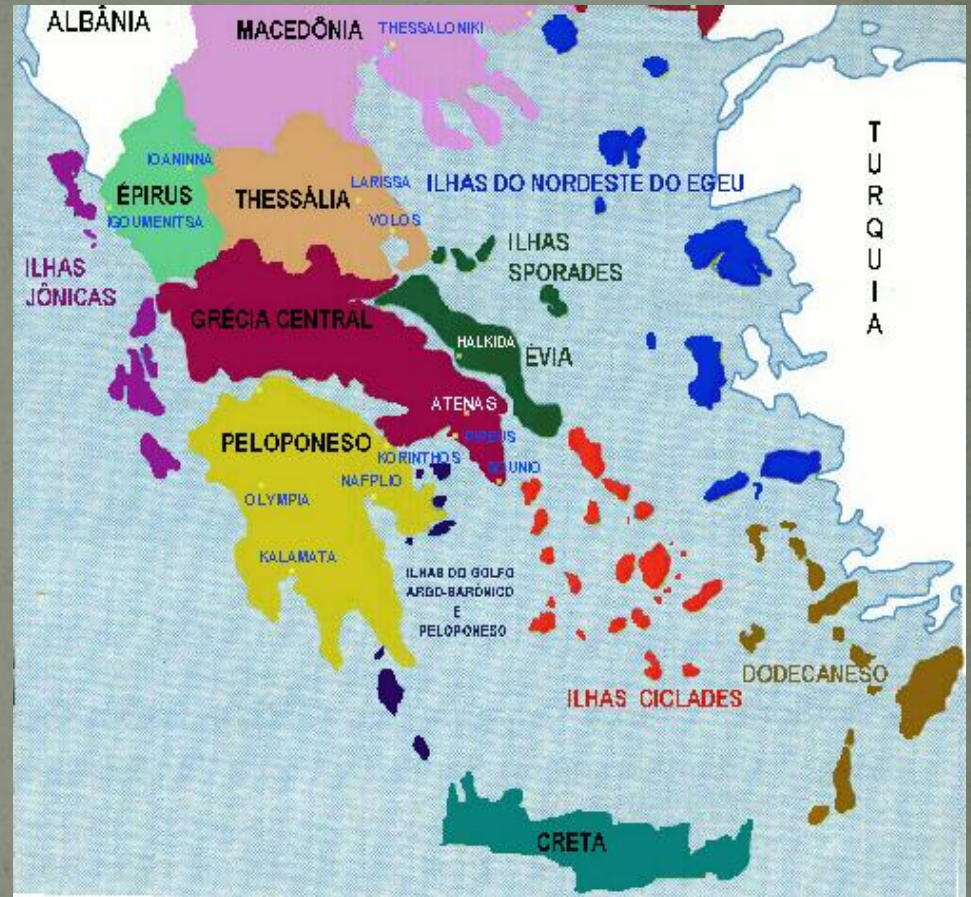 ALBÂNIA
MACEDÔNIA
THESSALONIKI
T
U
R
Q
U
I
A
IOANINNA
ÉPIRUS
IGOUMENITSA
THESSÁLIA
LARISSA
VOLOS
ILHAS DO NORDESTE DO EGEU
ILHAS
SPORADES
ILHAS
JÔNICAS
GRÉCIA CENTRAL
HALKIDA
ÉVIA
ATENAS
PIREUS
PELOPONESO
KORINTHOS
SOUNIO
NAFPLIO
OLYMPIA
KALAMATA
ILHAS DO GOLFO
ARGO-SARÔNICO
E
PELOPONESO
ILHAS CICLADES
DODECANESO
CRETA